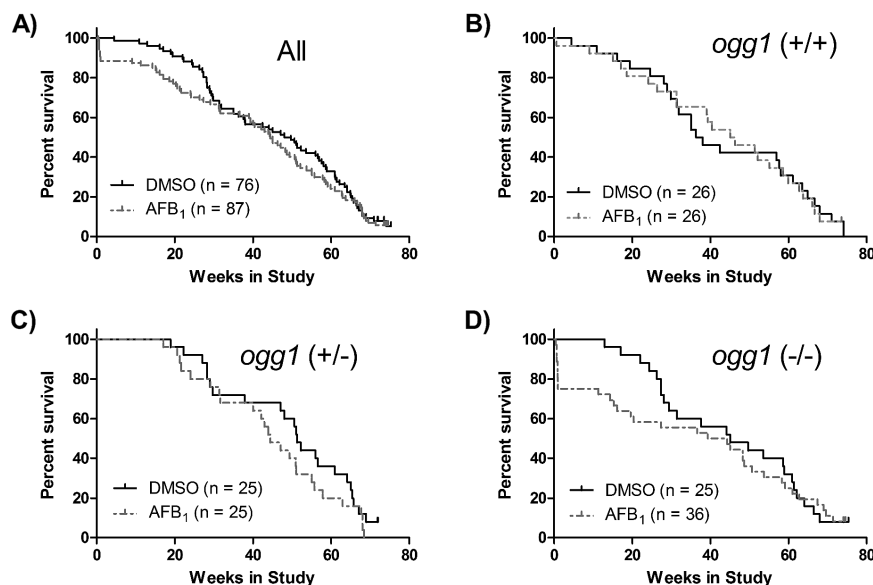 A)
All
Percent survival
100
80
60
40
20
0
DMSO (n = 76)
AFB₁ (n = 87)
0 20 40 60 80
Weeks in Study
B)
ogg1 (+/+)
Percent survival
100
80
60
40
20
0
DMSO (n = 26)
AFB₁ (n = 26)
0 20 40 60 80
Weeks in Study
C)
ogg1 (+/-)
Percent survival
100
80
60
40
20
0
DMSO (n = 25)
AFB₁ (n = 25)
0 20 40 60 80
Weeks in Study
D)
ogg1 (-/-)
Percent survival
100
80
60
40
20
0
DMSO (n = 25)
AFB₁ (n = 36)
0 20 40 60 80
Weeks in Study